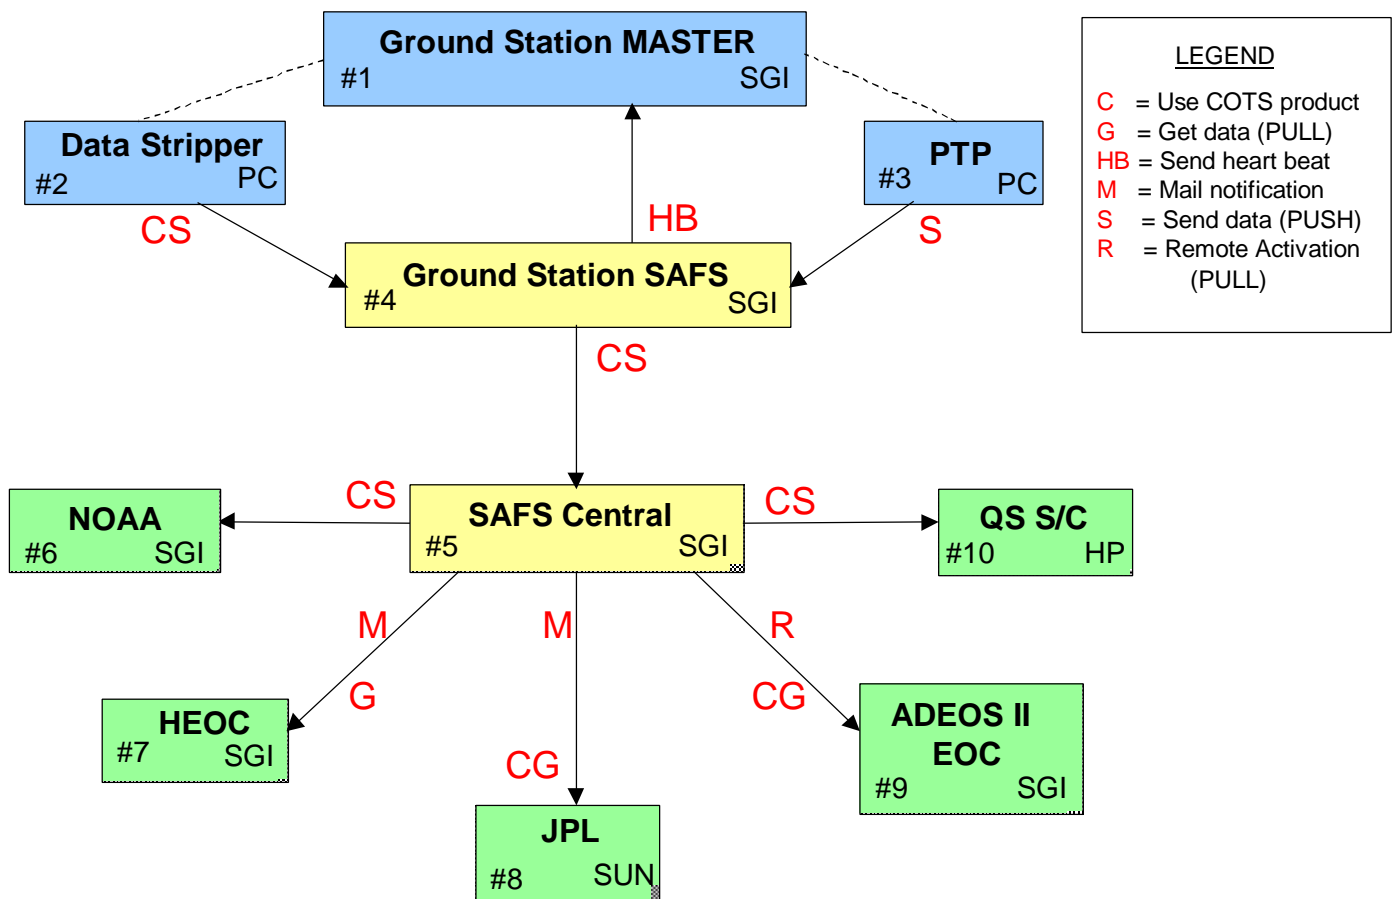 Ground Station MASTER
#1
SGI
LEGEND
C = Use COTS product
G = Get data (PULL)
HB = Send heart beat
M = Mail notification
S = Send data (PUSH)
R = Remote Activation
(PULL)
Data Stripper
#2
PC
PTP
#3
PC
CS
HB
S
Ground Station SAFS
#4
SGI
CS
NOAA
#6
SGI
CS
SAFS Central
#5
SGI
CS
QS S/C
#10
HP
M
M
R
G
CG
CG
HEOC
#7
SGI
ADEOS II
EOC
#9
SGI
JPL
#8
SUN